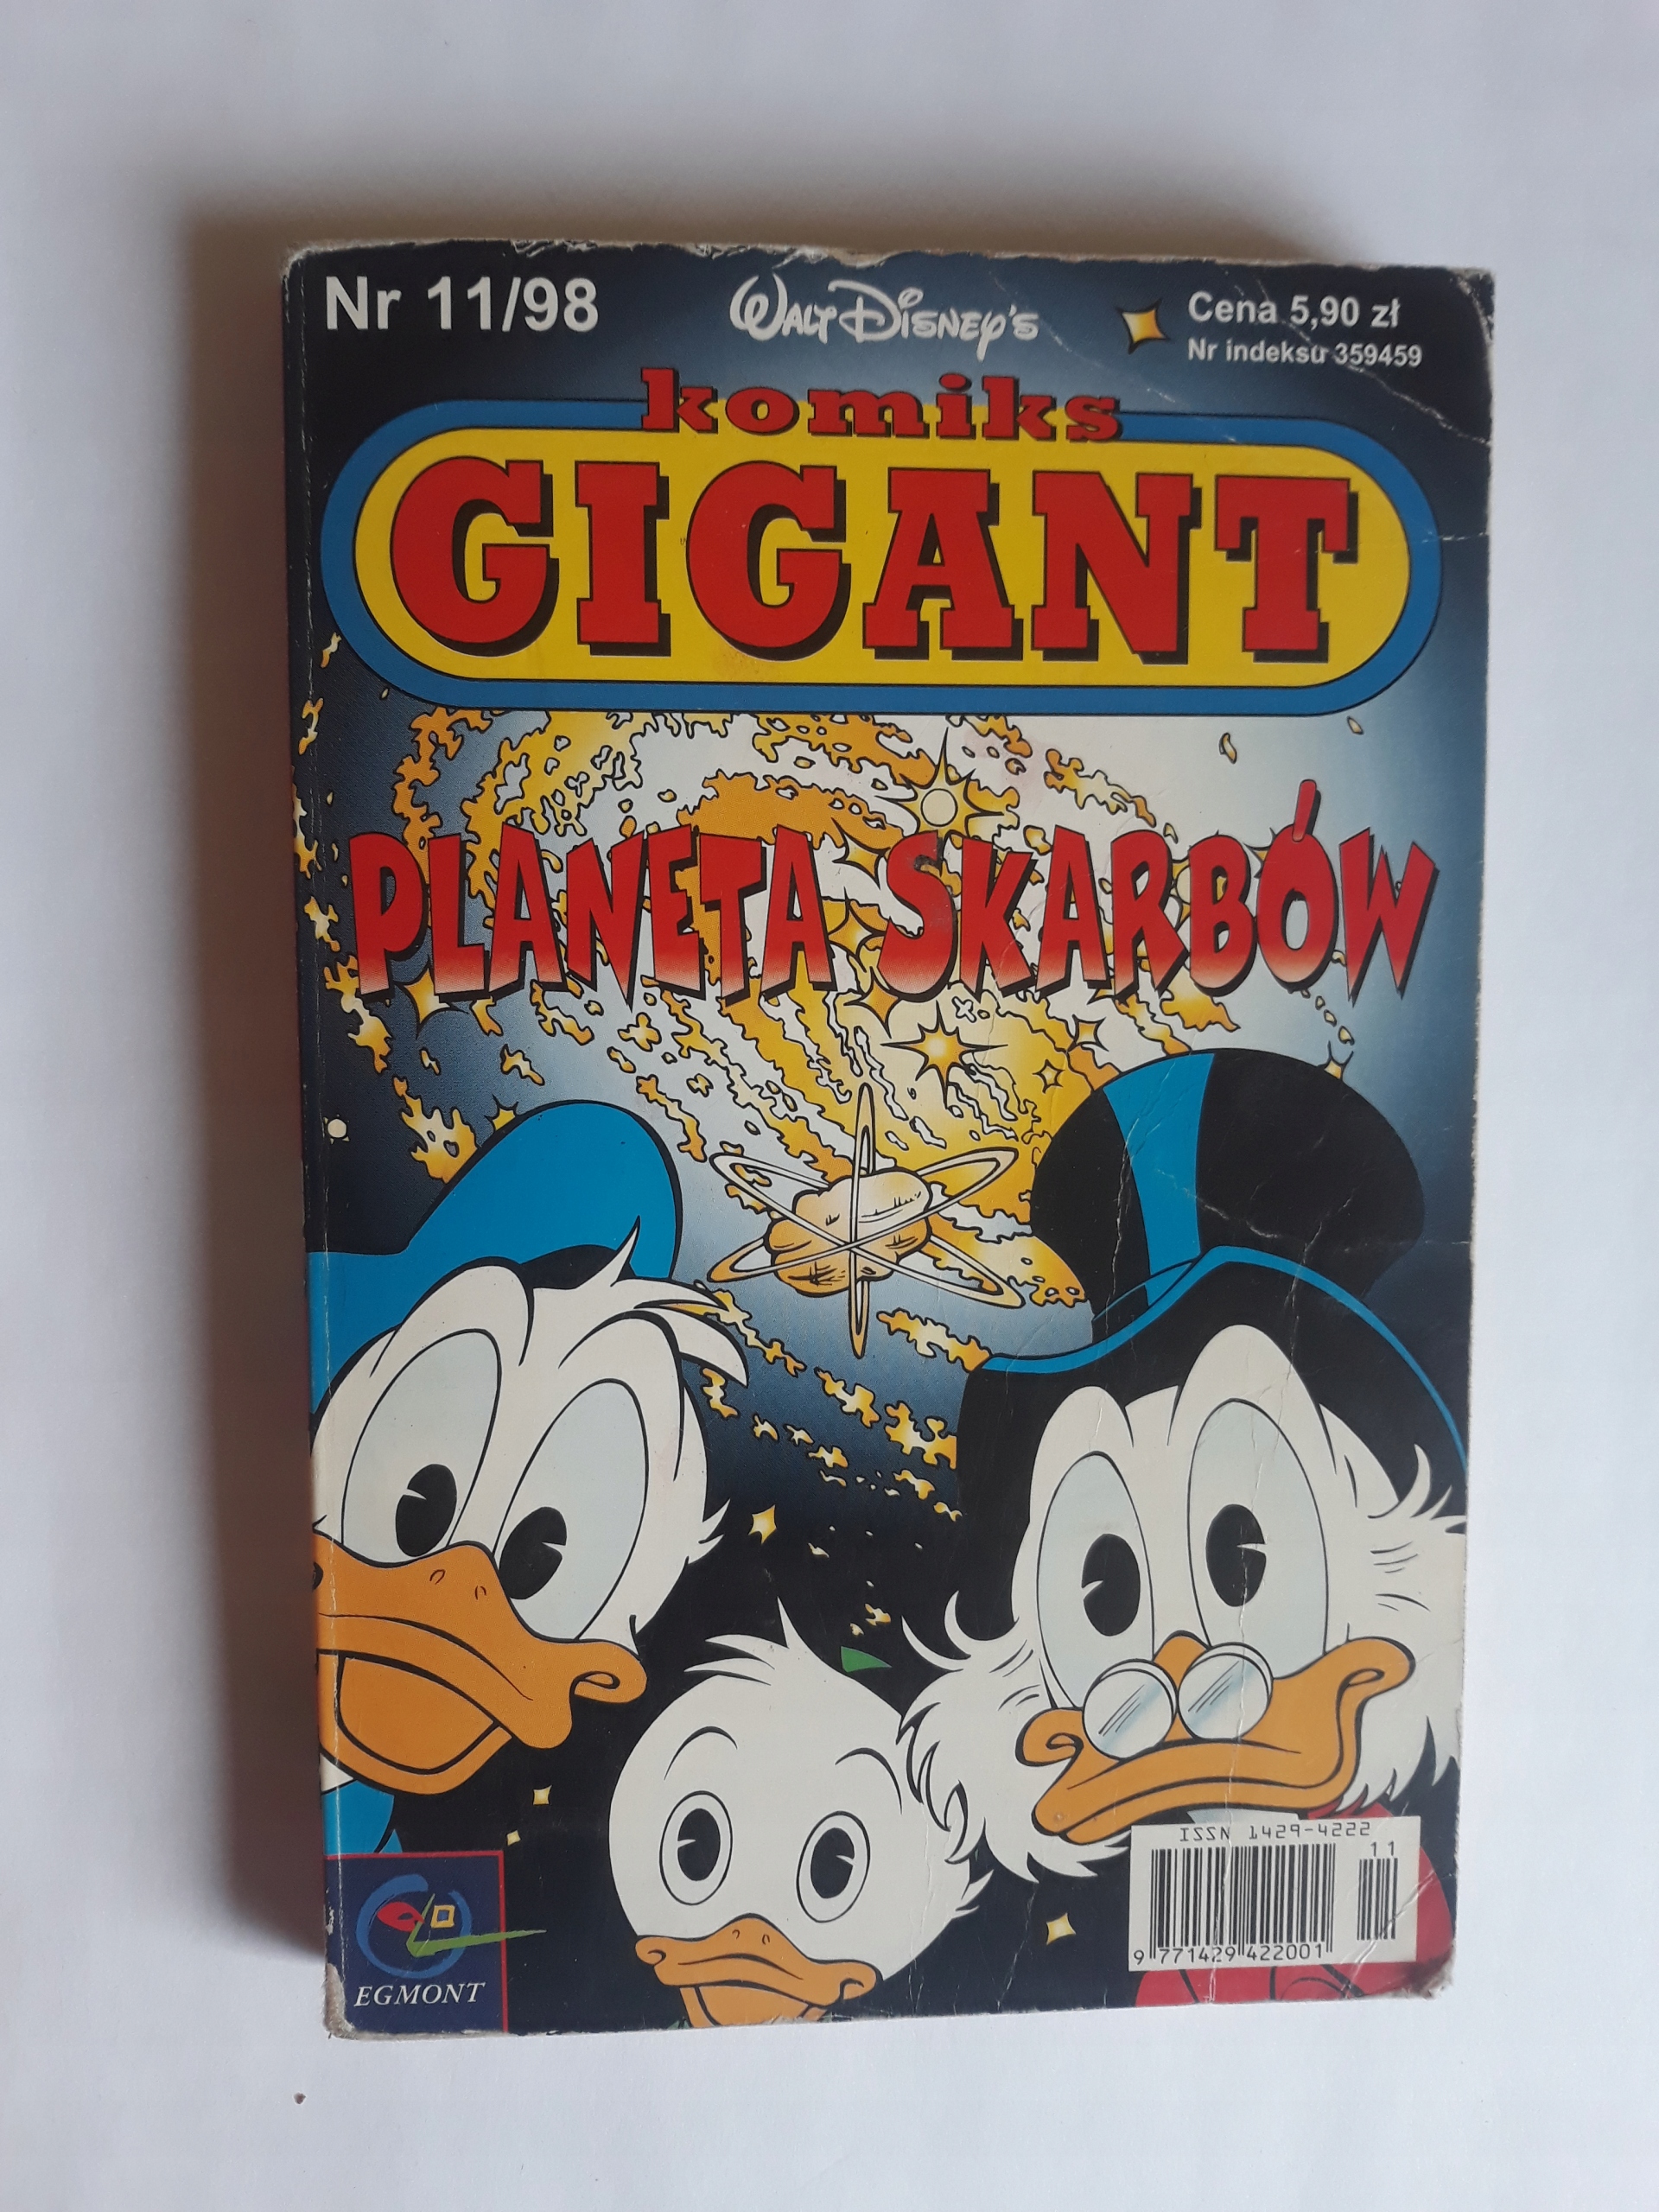 Nr 11/98
WALT DISNEY'S
Cena 5,90 zł
Nr indeksu 359459
komiks
GIGANT
PLANETA SKARBÓW
ISSN 1429-4222
11
9 771429 422001
EGMONT